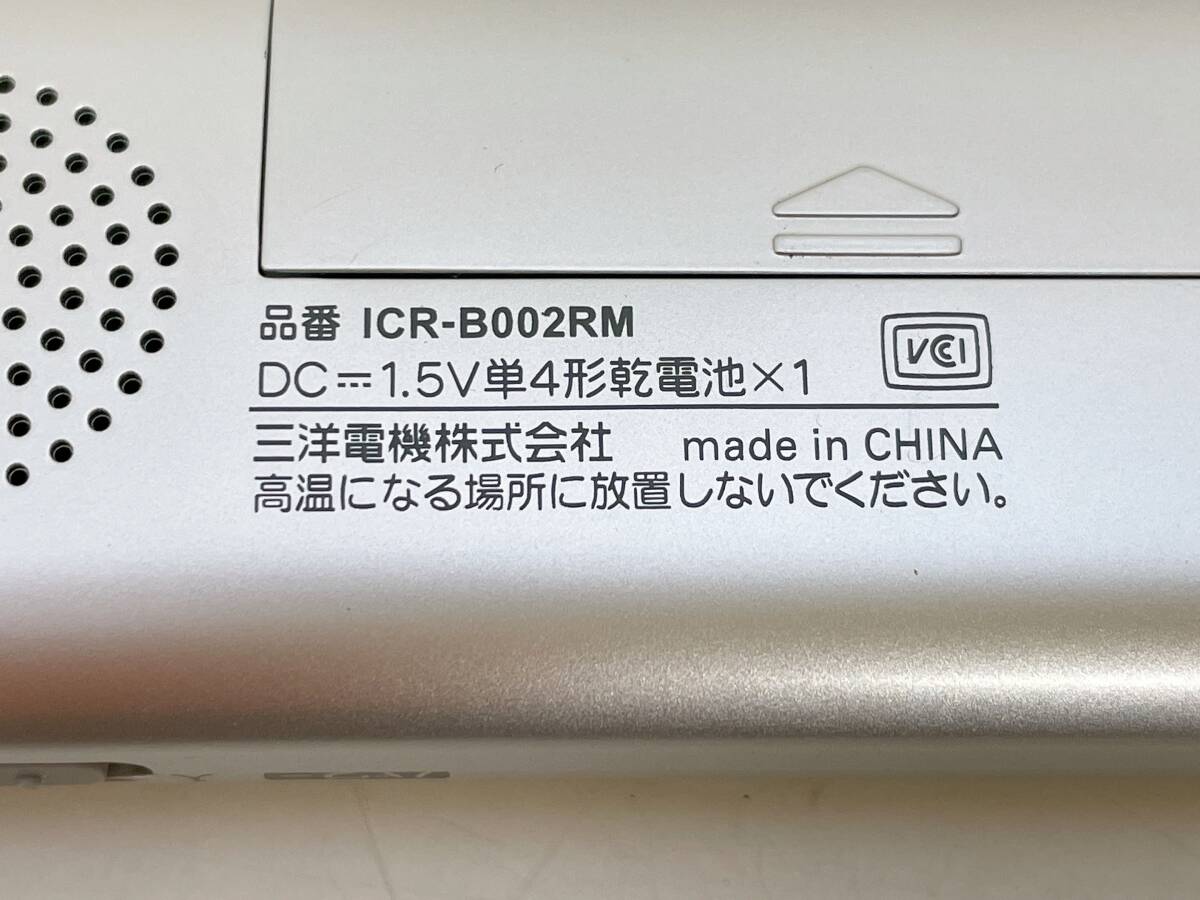 品番 ICR-B002RM
VCCI
DC⎓1.5V単4形乾電池×1
三洋電機株式会社 made in CHINA
高温になる場所に放置しないでください。